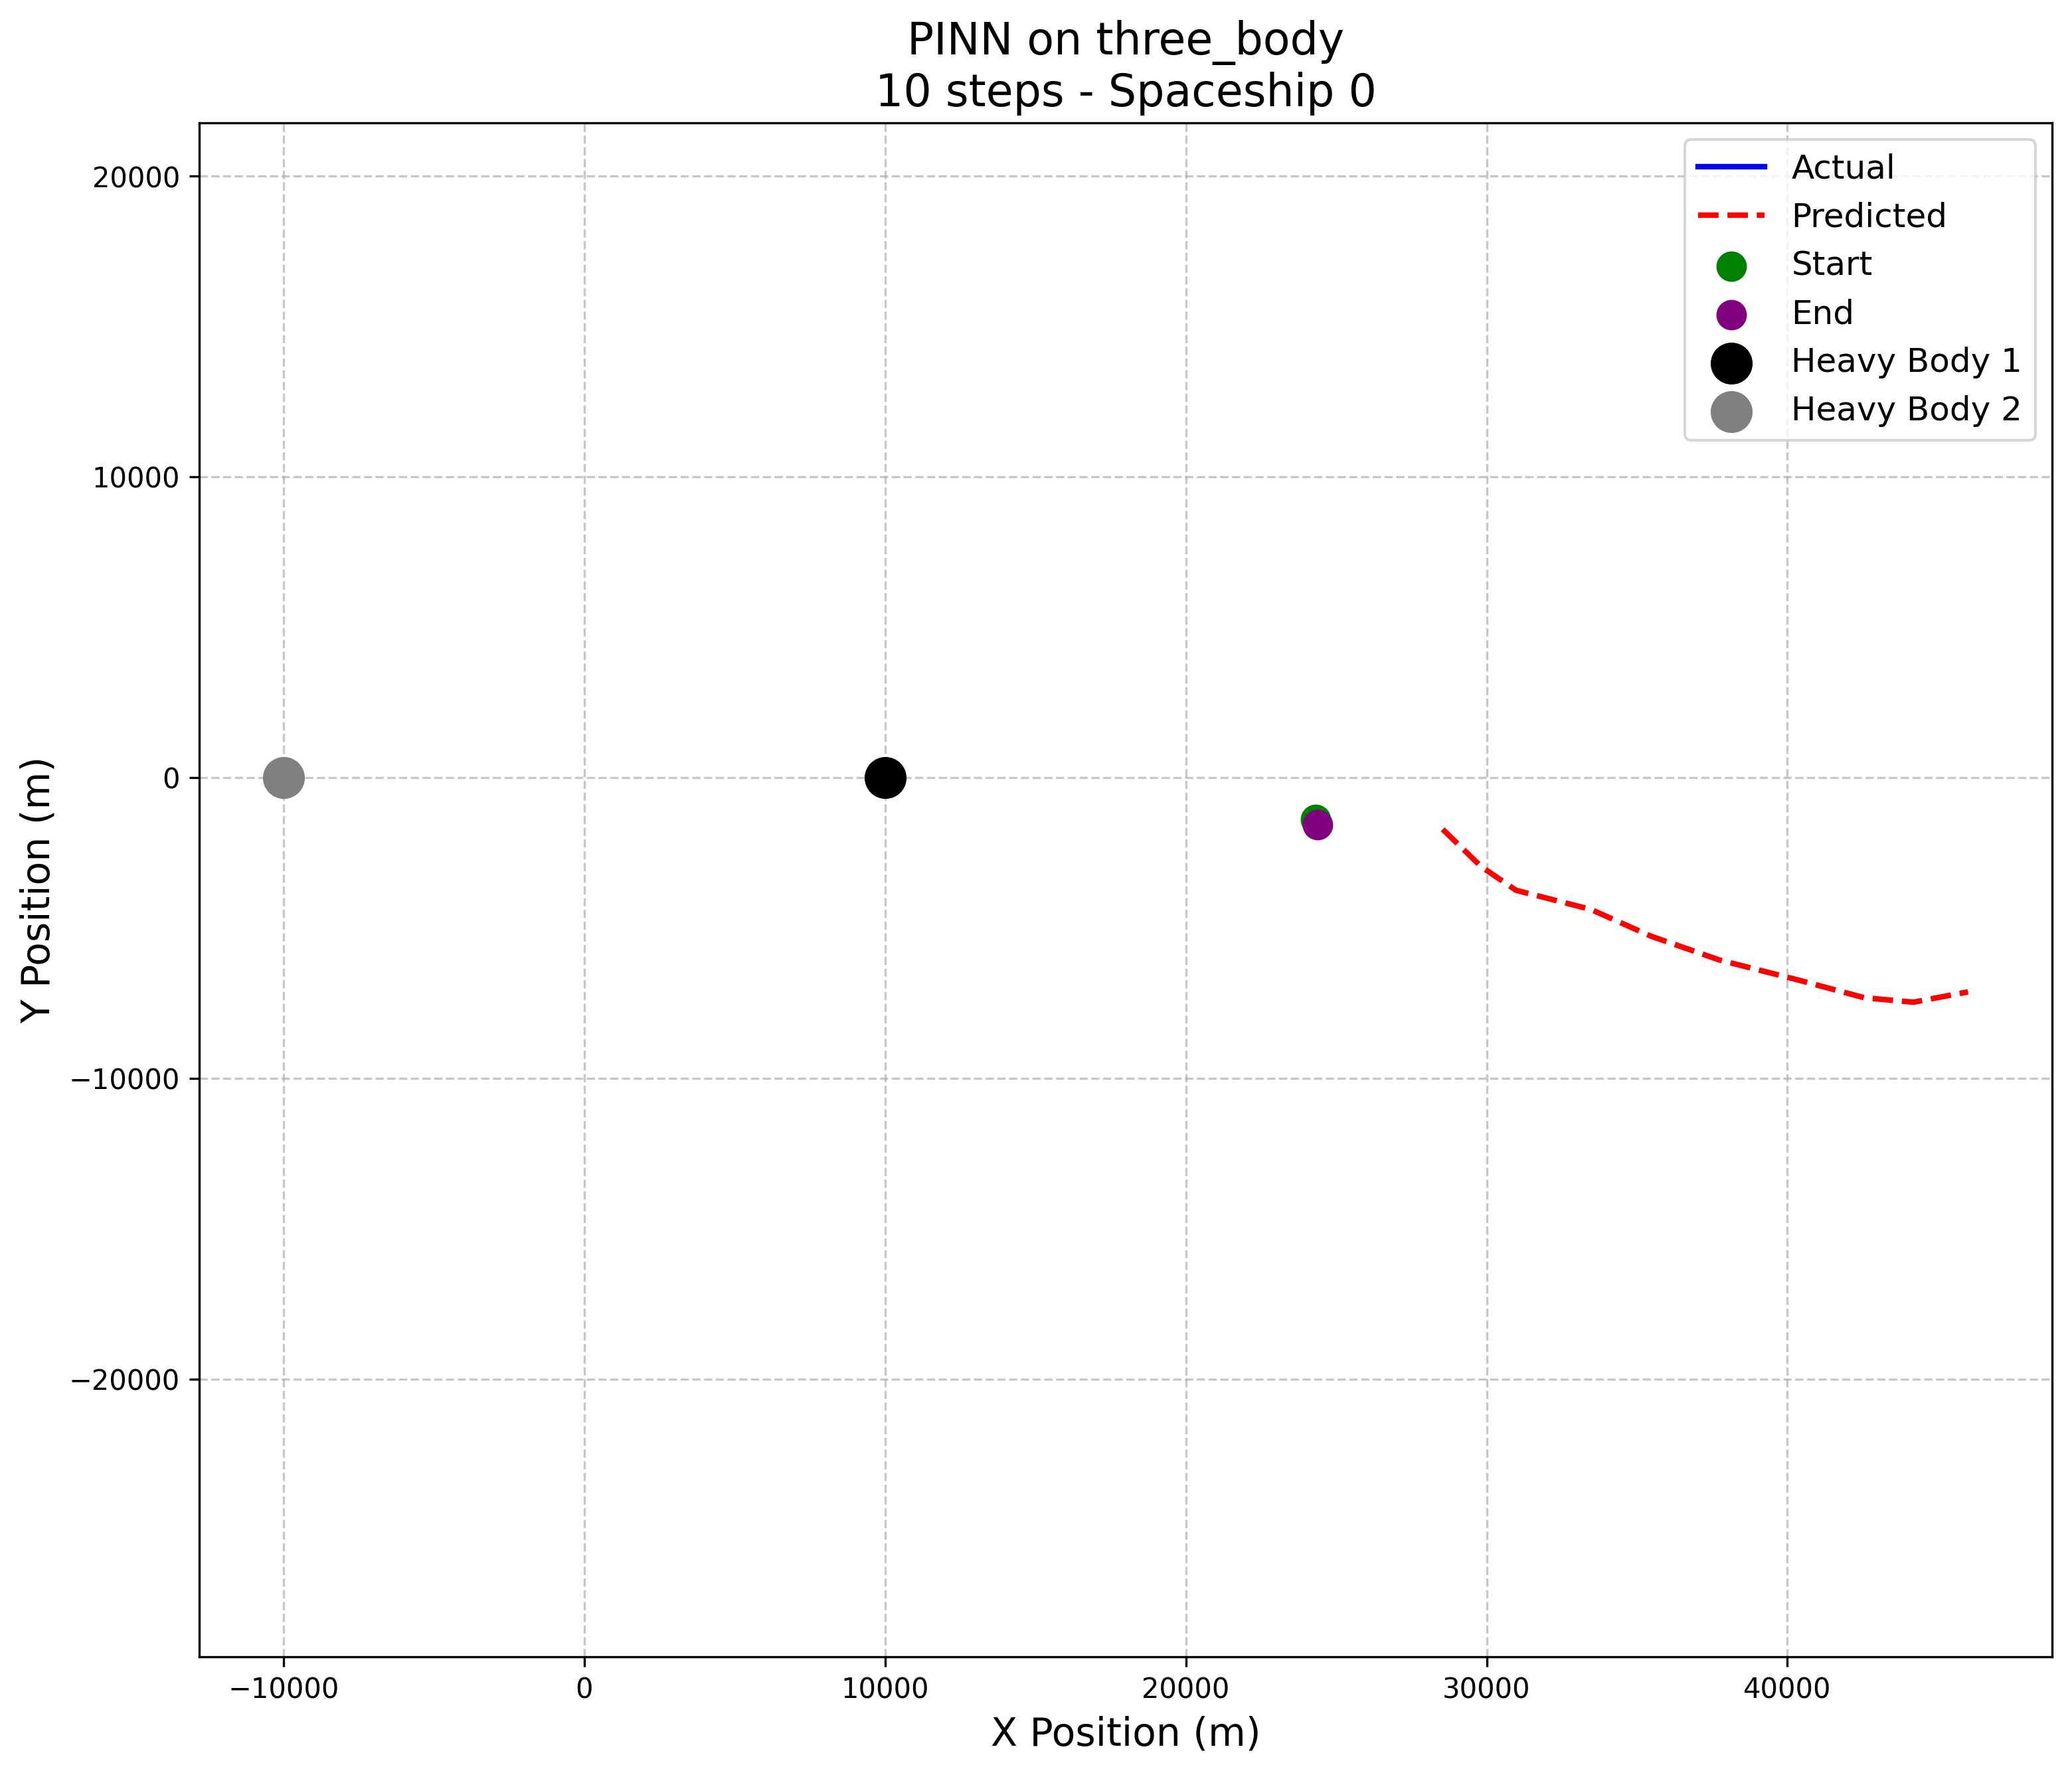 PINN on three_body
10 steps - Spaceship 0
Actual
Predicted
Start
End
Heavy Body 1
Heavy Body 2
20000
10000
0
−10000
−20000
Y Position (m)
−10000
0
10000
20000
30000
40000
X Position (m)